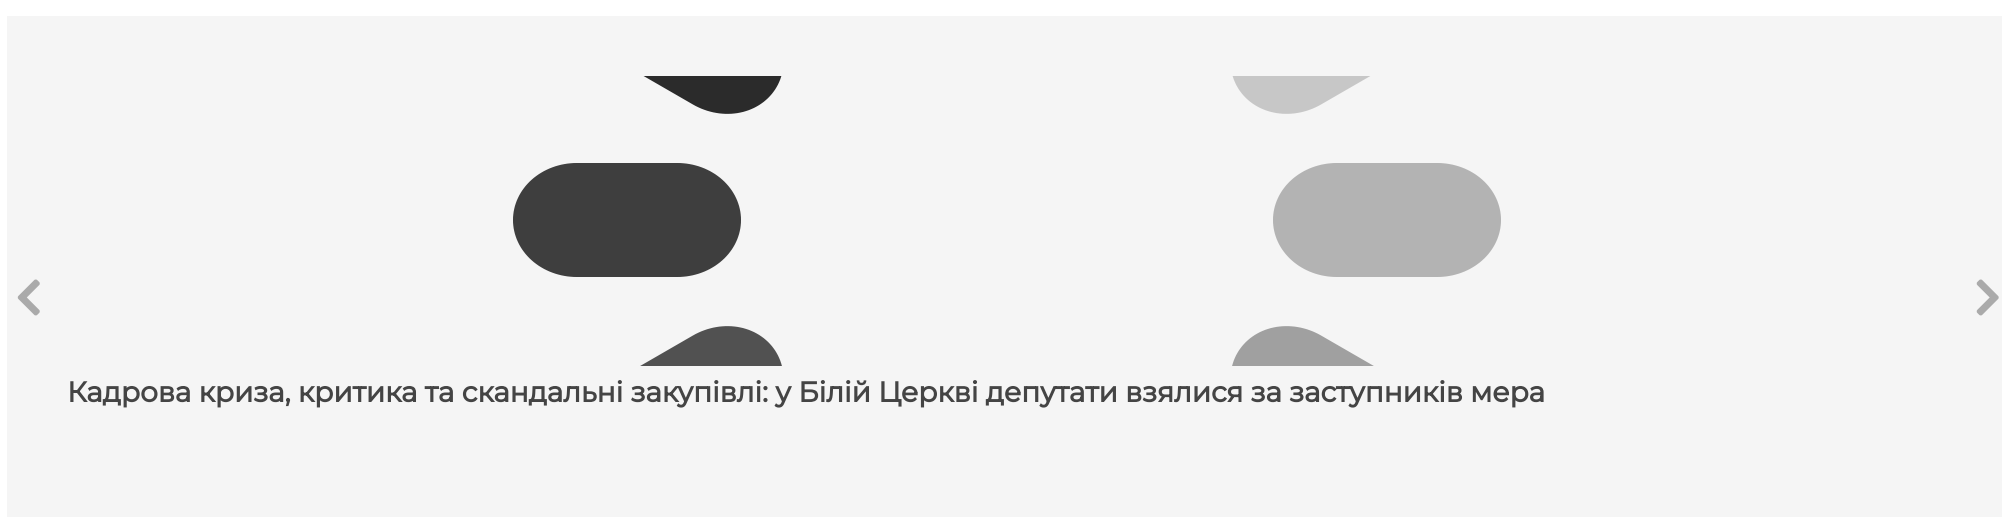 Кадрова криза, критика та скандальні закупівлі: у Білій Церкві депутати взялися за заступників мера